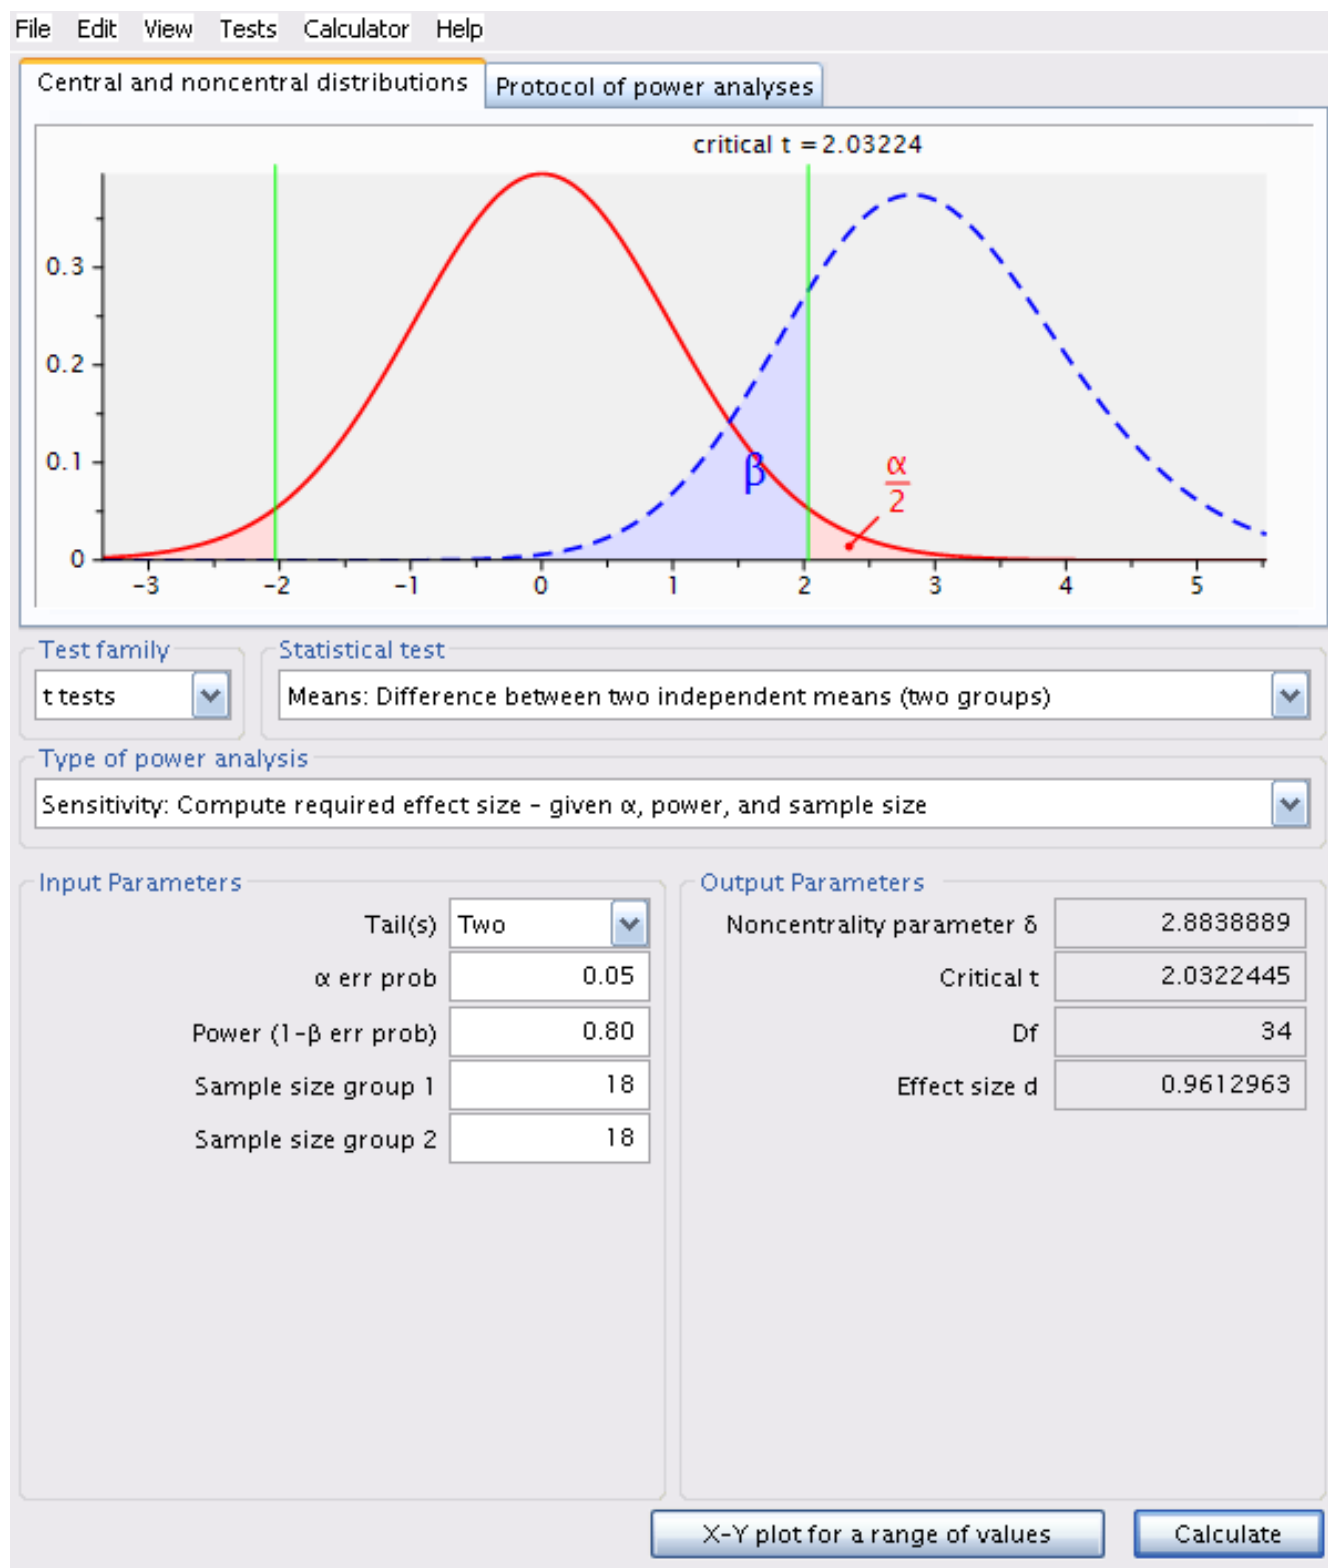 File Edit View Tests Calculator Help
Central and noncentral distributions Protocol of power analyses
critical t = 2.03224
0.3
0.2
0.1
0
β
α
2
-3 -2 -1 0 1 2 3 4 5
Test family Statistical test
t tests Means: Difference between two independent means (two groups)
Type of power analysis
Sensitivity: Compute required effect size - given α, power, and sample size
Input Parameters
Tail(s) Two
α err prob 0.05
Power (1-β err prob) 0.80
Sample size group 1 18
Sample size group 2 18
Output Parameters
Noncentrality parameter δ 2.8838889
Critical t 2.0322445
Df 34
Effect size d 0.9612963
X-Y plot for a range of values Calculate